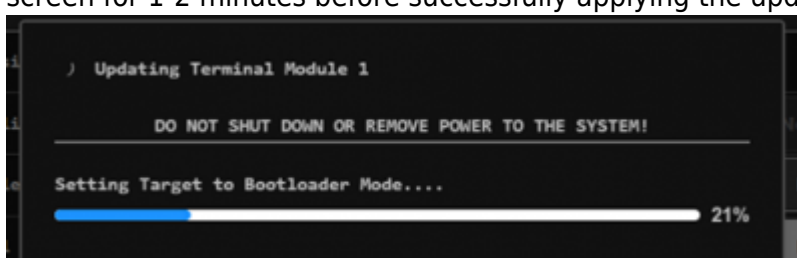 screen for 1-2 minutes before successfully applying the upd
) Updating Terminal Module 1
DO NOT SHUT DOWN OR REMOVE POWER TO THE SYSTEM!
Setting Target to Bootloader Mode....
21%